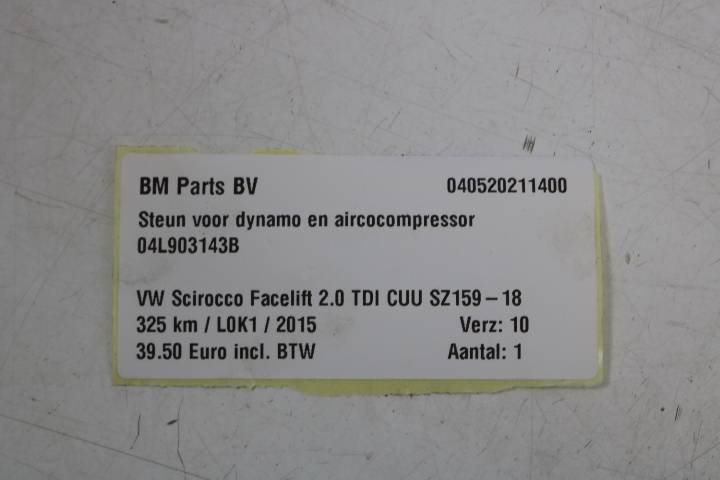 BM Parts BV 040520211400
Steun voor dynamo en aircocompressor
04L903143B
VW Scirocco Facelift 2.0 TDI CUU SZ159 – 18
325 km / L0K1 / 2015 Verz: 10
39.50 Euro incl. BTW Aantal: 1